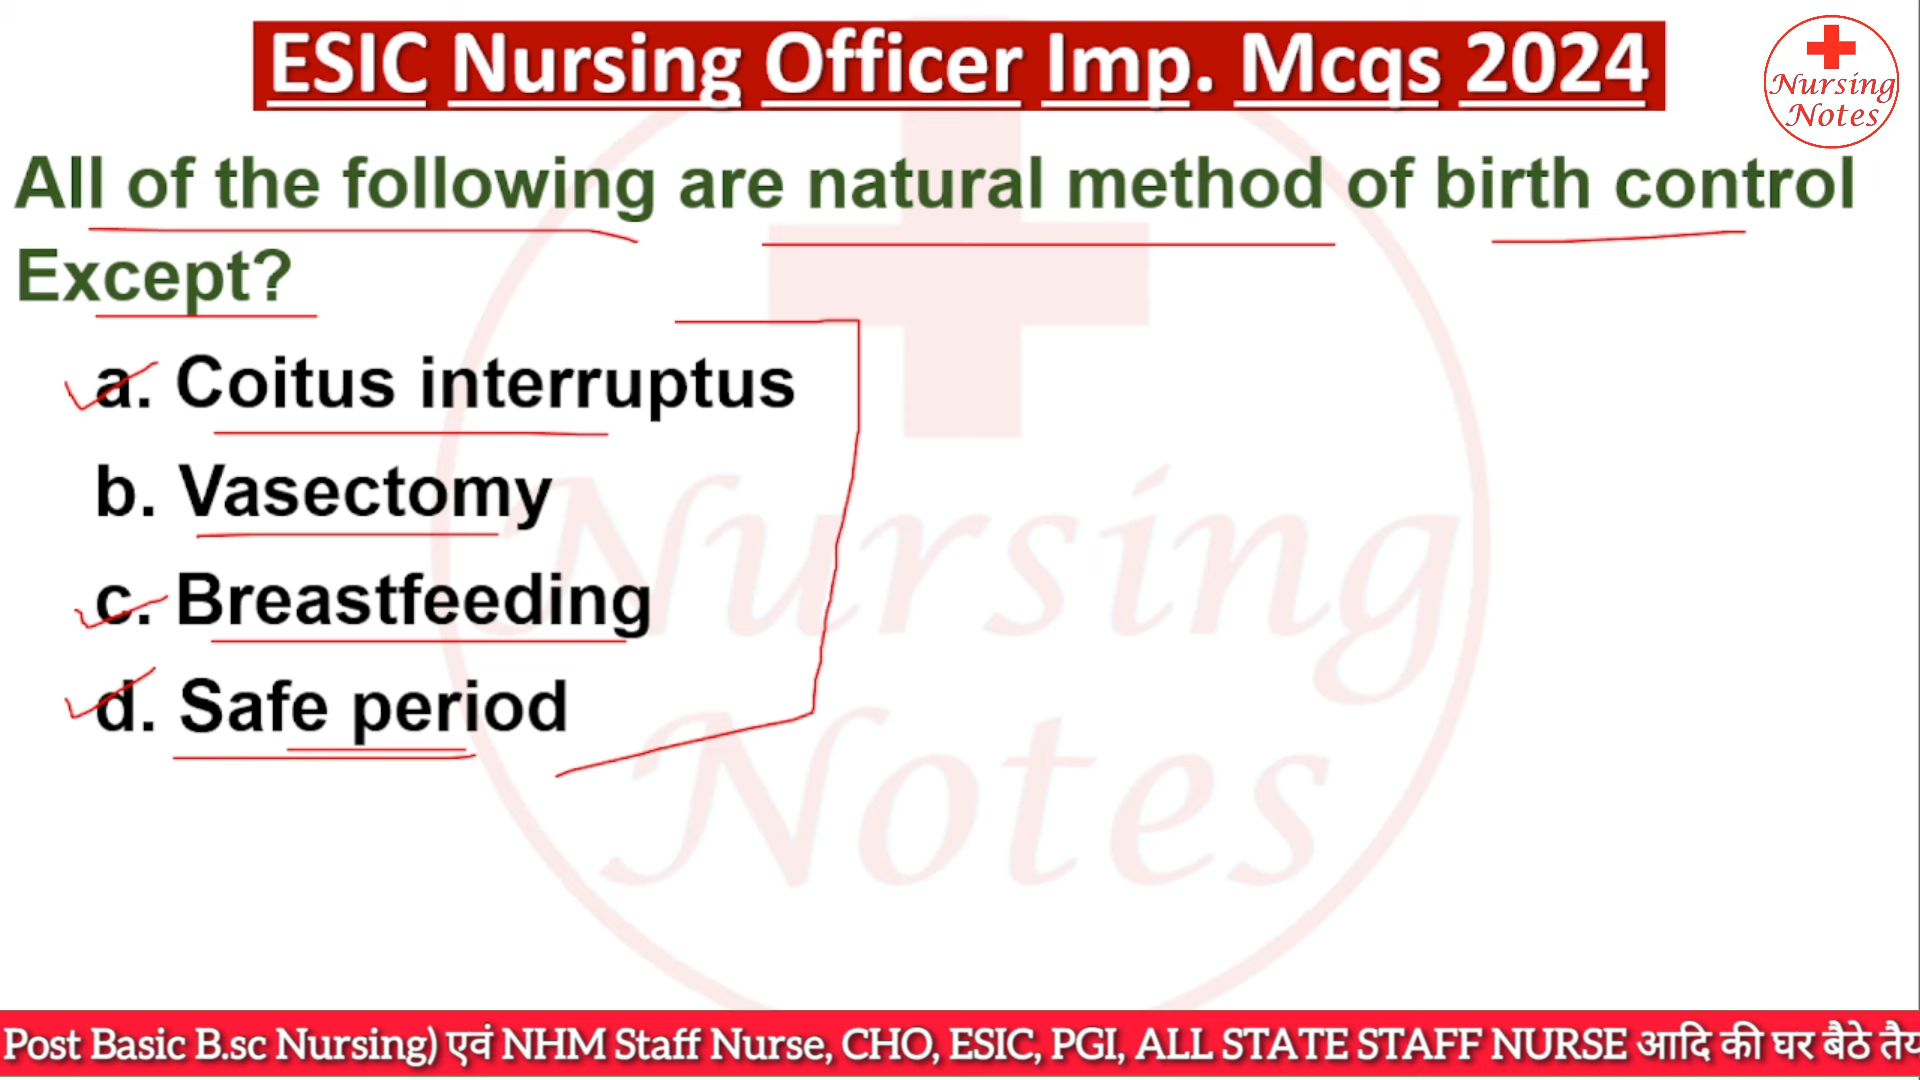 ESIC Nursing Officer Imp. Mcqs 2024
Nursing
Notes
All of the following are natural method of birth control
Except?
a. Coitus interruptus
b. Vasectomy
c. Breastfeeding
d. Safe period
Nursing
Notes
Post Basic B.sc Nursing) एवं NHM Staff Nurse, CHO, ESIC, PGI, ALL STATE STAFF NURSE आदि की घर बैठे